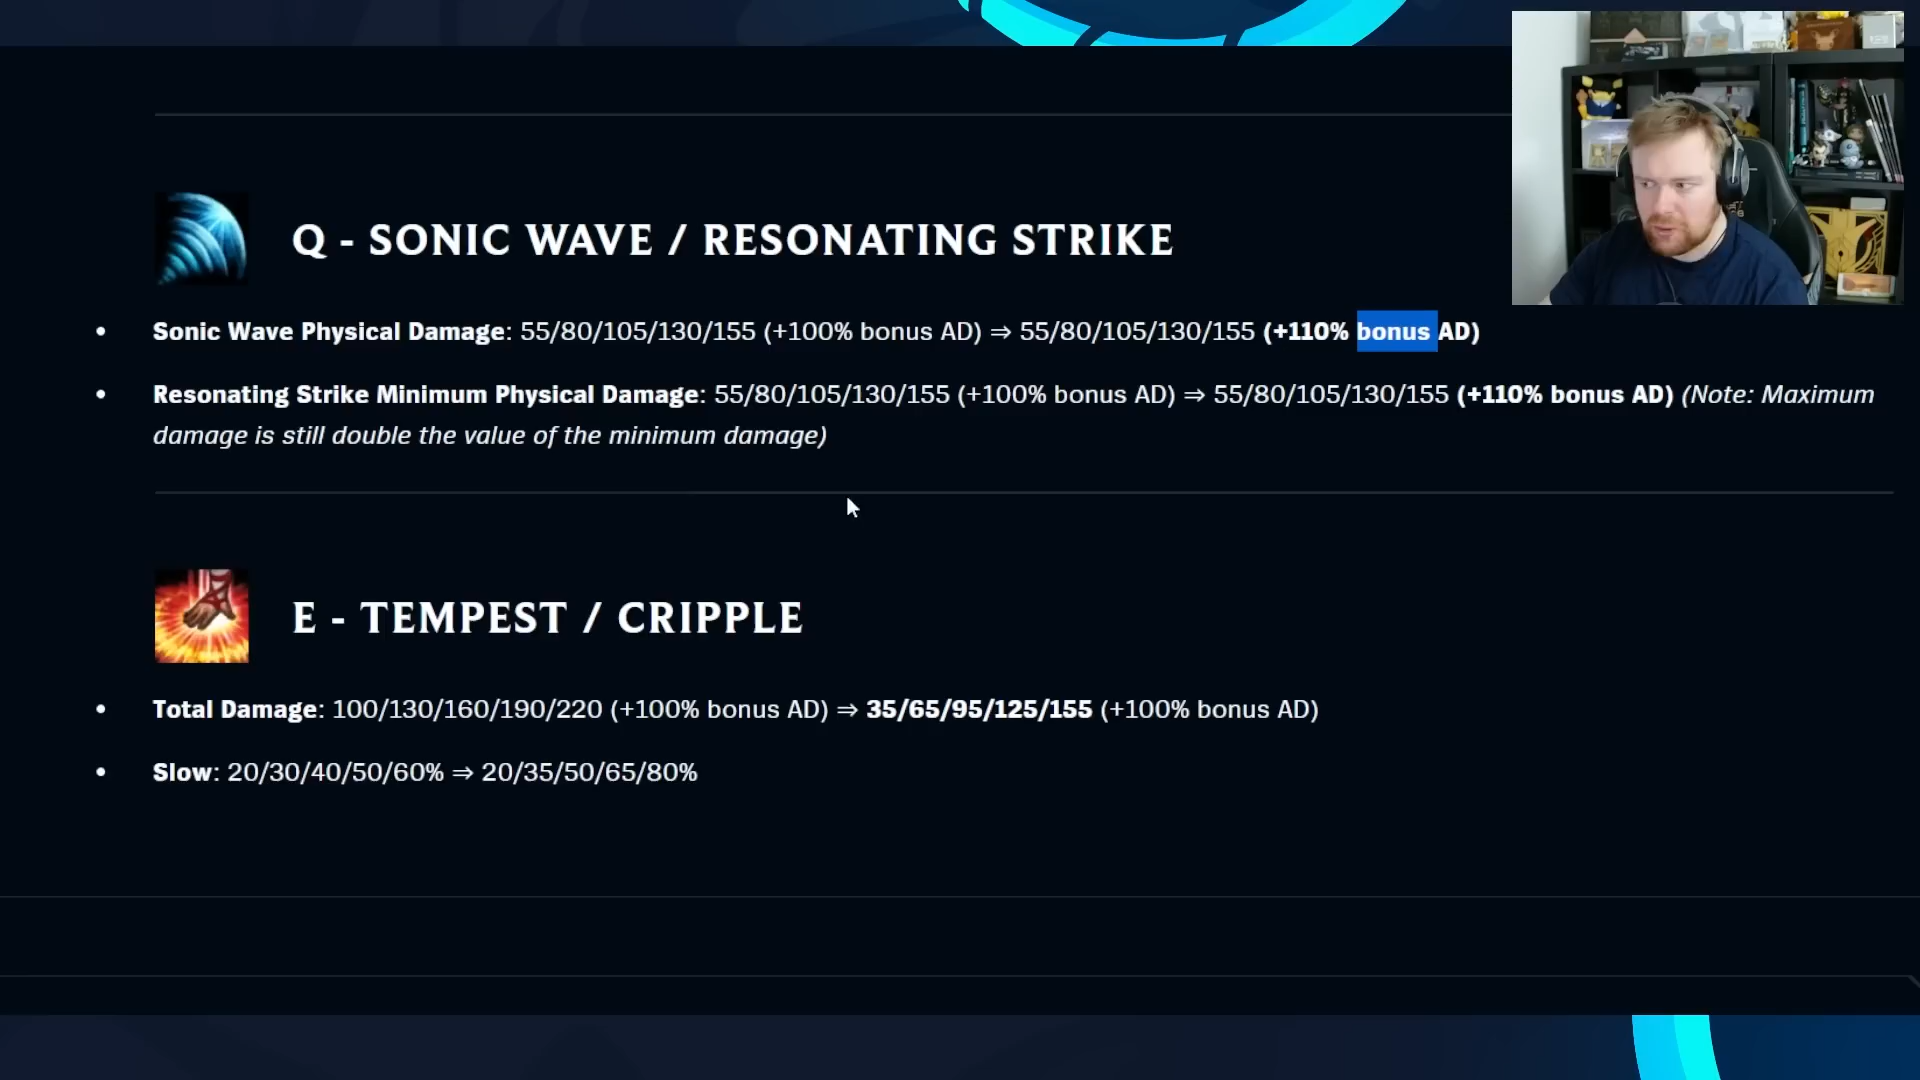 Q - SONIC WAVE / RESONATING STRIKE
• Sonic Wave Physical Damage: 55/80/105/130/155 (+100% bonus AD) ⇒ 55/80/105/130/155 (+110% bonus AD)
• Resonating Strike Minimum Physical Damage: 55/80/105/130/155 (+100% bonus AD) ⇒ 55/80/105/130/155 (+110% bonus AD) (Note: Maximum
damage is still double the value of the minimum damage)
E - TEMPEST / CRIPPLE
• Total Damage: 100/130/160/190/220 (+100% bonus AD) ⇒ 35/65/95/125/155 (+100% bonus AD)
• Slow: 20/30/40/50/60% ⇒ 20/35/50/65/80%